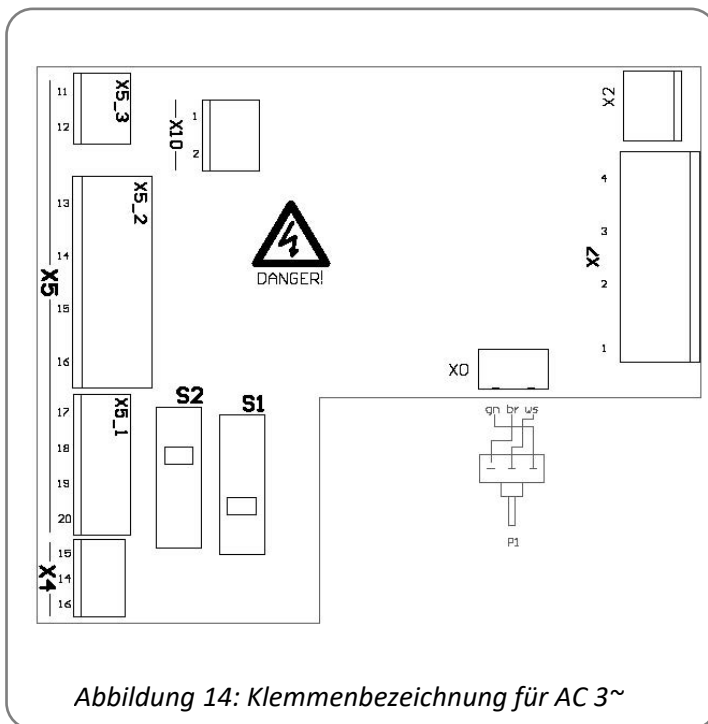 11
12
X5_3
X10
1
2
X2
13
14
15
16
X5_2
X5
DANGER!
4
3
2
1
X7
X0
gn br ws
P1
S2
S1
17
18
19
20
X5_1
15
14
16
X4
Abbildung 14: Klemmenbezeichnung für AC 3~